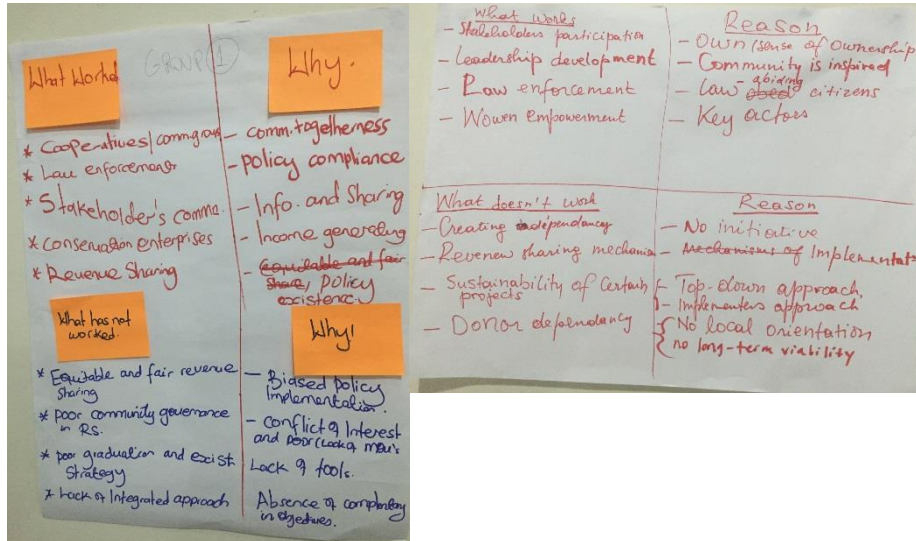 GROUP (1)
What Worked
Why.
* Cooperatives/comm.groups
– comm.togetherness
* Law enforcement
– policy compliance
* Stakeholder's comm.
– Info. and Sharing
* Conservation enterprises
– Income generating
* Revenue Sharing
– Equitable and fair
share, policy
existence.
What has not
worked.
Why!
* Equitable and fair revenue
sharing
– Biased policy
Implementation.
* poor community governance
in RS.
– Conflict of Interest
and poor (lack of MOU's
* poor graduation and exist
Strategy
Lack of tools.
* Lack of Integrated approach
Absence of
in objectives.
What works
– Stakeholders participation
– Leadership development
– Law enforcement
– Women empowerment
Reason
– Own/sense of ownership
– Community is inspired
– Law abiding obed citizens
– Key actors
What doesn't work
– Creating dependancy
– Revenew sharing mechanism
– Sustainability of Certain
projects
– Donor dependancy
Reason
– No initiative
– Mechanisms of Implementat
– Top-down approach.
– Implementers approach
– No local orientation
no long-term viability